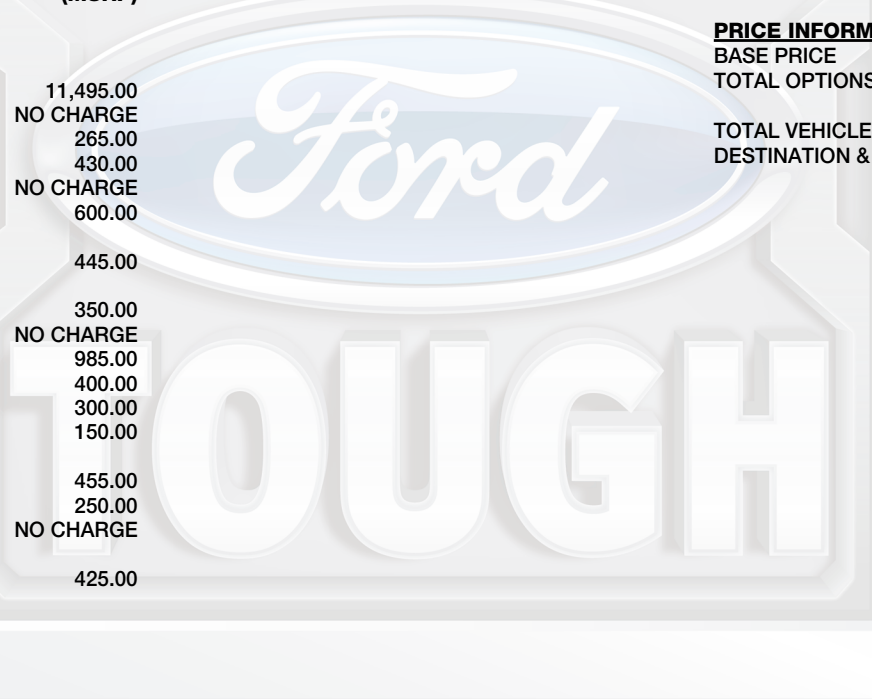 11,495.00
NO CHARGE
265.00
430.00
NO CHARGE
600.00
445.00
350.00
NO CHARGE
985.00
400.00
300.00
150.00
455.00
250.00
NO CHARGE
425.00
PRICE INFORM
BASE PRICE
TOTAL OPTIONS
TOTAL VEHICLE
DESTINATION &
Ford
TOUGH